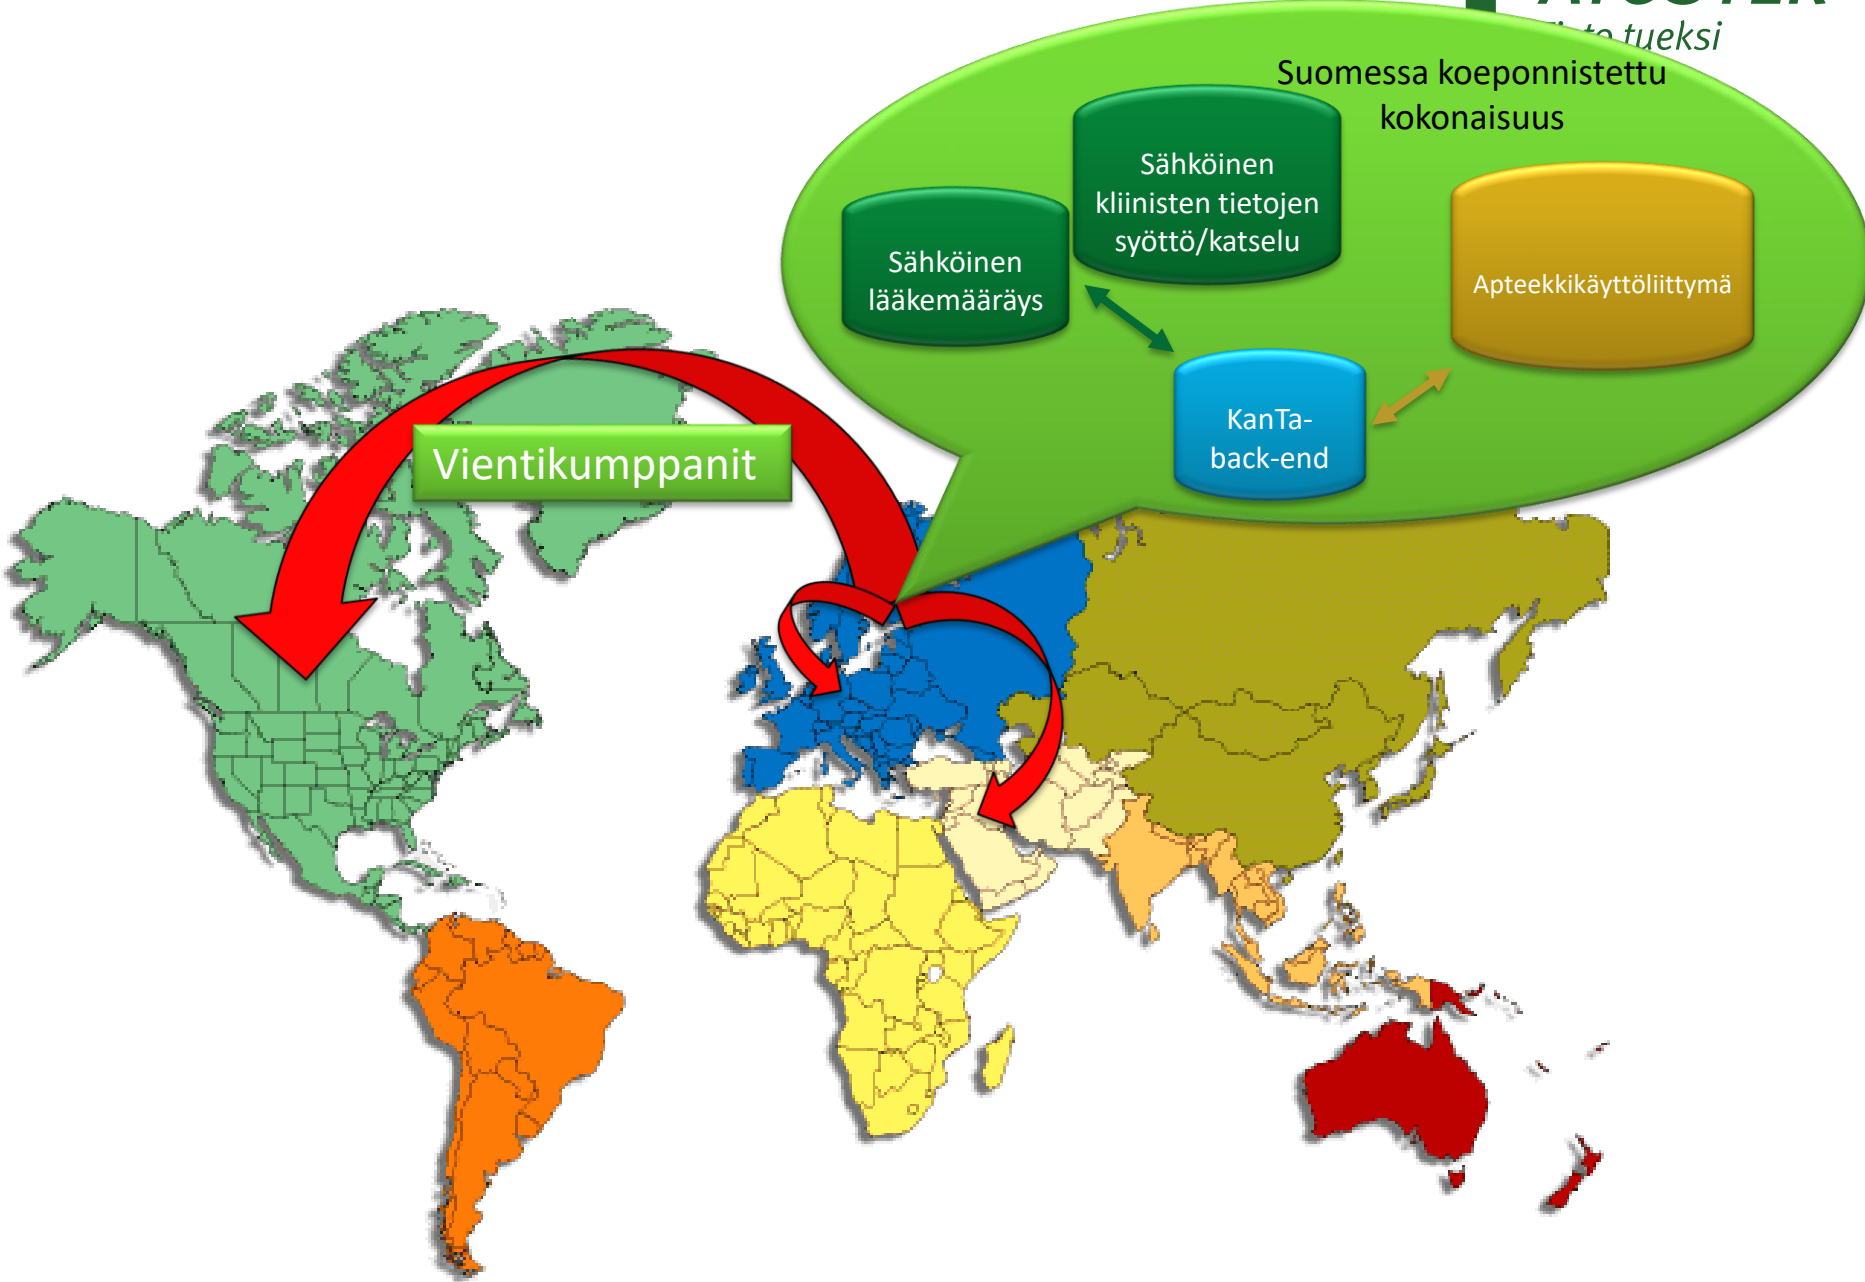 tueksi
Suomessa koeponnistettu
kokonaisuus
Sähköinen
kliinisten tietojen
syöttö/katselu
Sähköinen
lääkemääräys
Apteekkikäyttöliittymä
KanTa-
back-end
Vientikumppanit